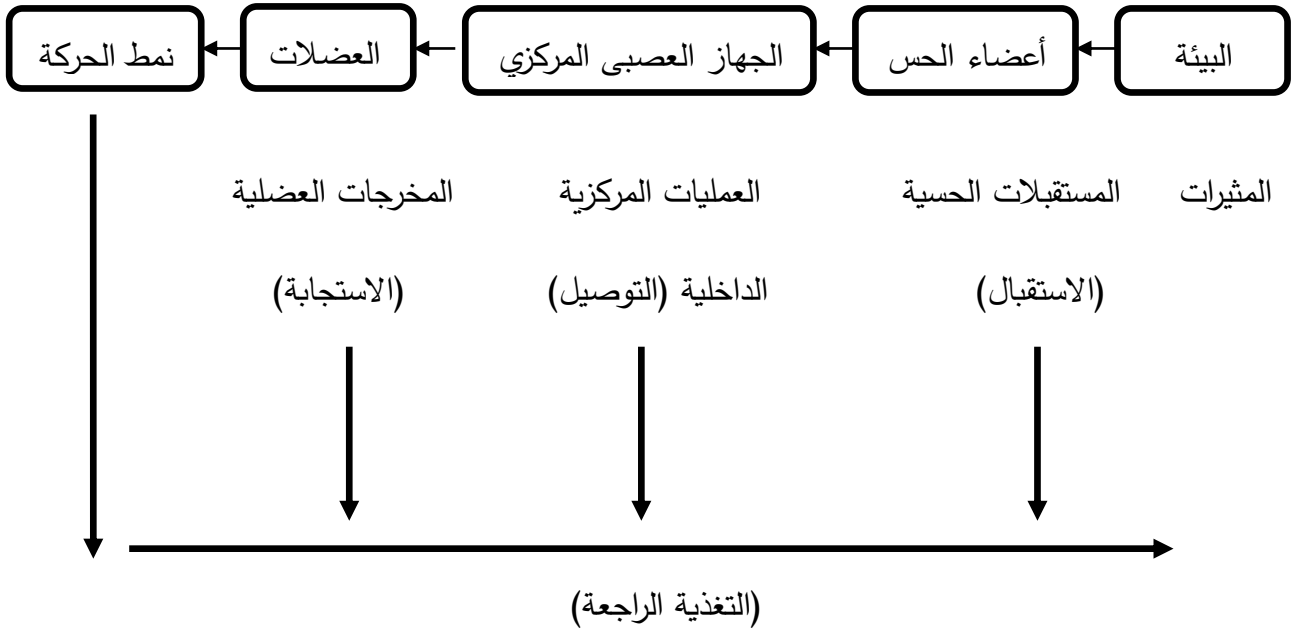 البيئة
أعضاء الحس
الجهاز العصبى المركزي
العضلات
نمط الحركة
المثيرات
المستقبلات الحسية
(الاستقبال)
العمليات المركزية
الداخلية (التوصيل)
المخرجات العضلية
(الاستجابة)
(التغذية الراجعة)